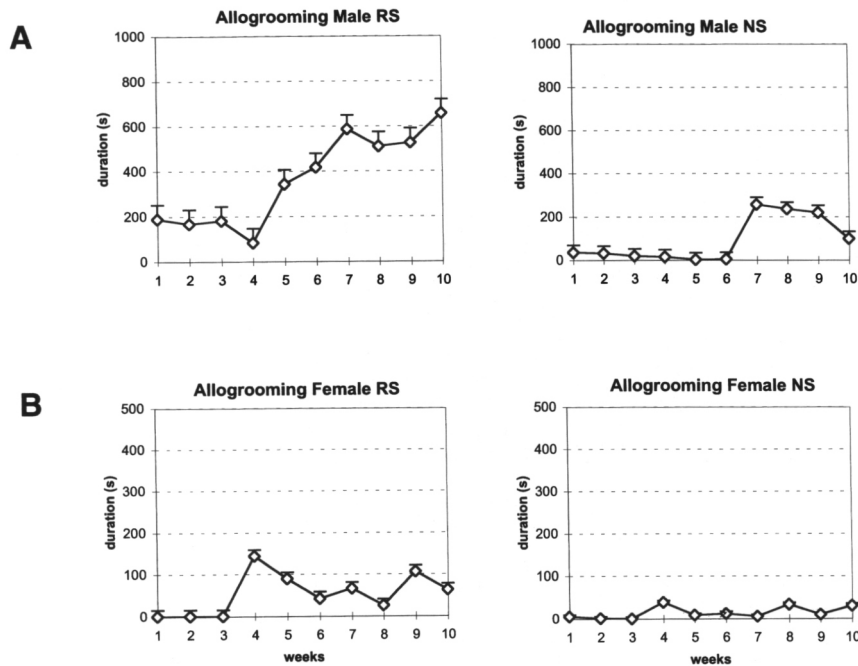 A
Allogrooming Male RS
duration (s)
1000
800
600
400
200
0
1 2 3 4 5 6 7 8 9 10
Allogrooming Male NS
duration (s)
1000
800
600
400
200
0
1 2 3 4 5 6 7 8 9 10
B
Allogrooming Female RS
duration (s)
500
400
300
200
100
0
1 2 3 4 5 6 7 8 9 10
weeks
Allogrooming Female NS
duration (s)
500
400
300
200
100
0
1 2 3 4 5 6 7 8 9 10
weeks